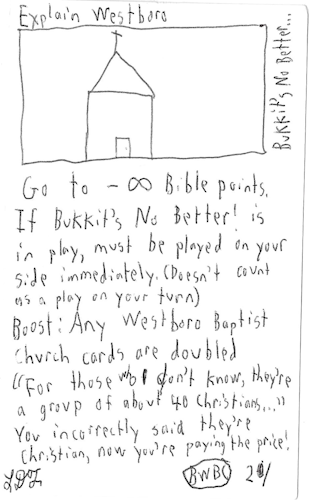 Explain Westboro
Bukkit's No Better...
Go to -∞ Bible points.
If Bukkit's No Better! is
in play, must be played on your
side immediately. (Doesn't count
as a play on your turn)
Boost: Any Westboro Baptist
Church cards are doubled
"For those who don't know, they're
a group of about 40 Christians..."
You incorrectly said they're
Christian, now you're paying the price!
BWBC